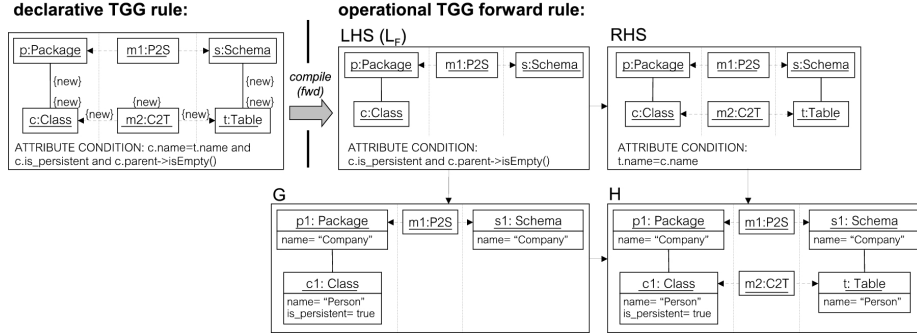 declarative TGG rule:
operational TGG forward rule:
LHS (LF)
RHS
p:Package
m1:P2S
s:Schema
{new}
{new}
{new}
{new}
{new}
{new}
{new}
c:Class
m2:C2T
t:Table
ATTRIBUTE CONDITION: c.name=t.name and
c.is_persistent and c.parent->isEmpty()
compile
(fwd)
p:Package
m1:P2S
s:Schema
c:Class
ATTRIBUTE CONDITION:
c.is_persistent and c.parent->isEmpty()
p:Package
m1:P2S
s:Schema
c:Class
m2:C2T
t:Table
ATTRIBUTE CONDITION:
t.name=c.name
G
p1: Package
name= “Company”
m1:P2S
s1: Schema
name= “Company”
c1: Class
name= “Person”
is_persistent= true
H
p1: Package
name= “Company”
m1:P2S
s1: Schema
name= “Company”
c1: Class
name= “Person”
is_persistent= true
m2:C2T
t: Table
name= “Person”